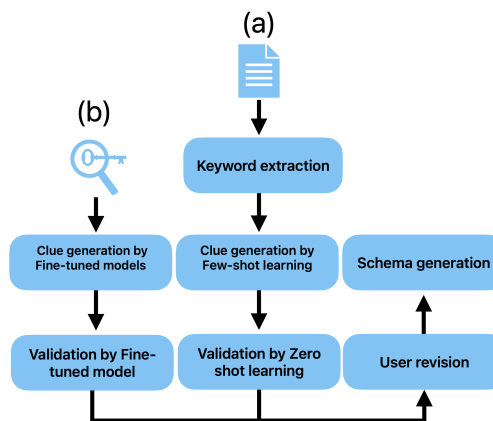 (a)
(b)
Keyword extraction
Clue generation by
Fine-tuned models
Clue generation by
Few-shot learning
Schema generation
Validation by Fine-
tuned model
Validation by Zero
shot learning
User revision